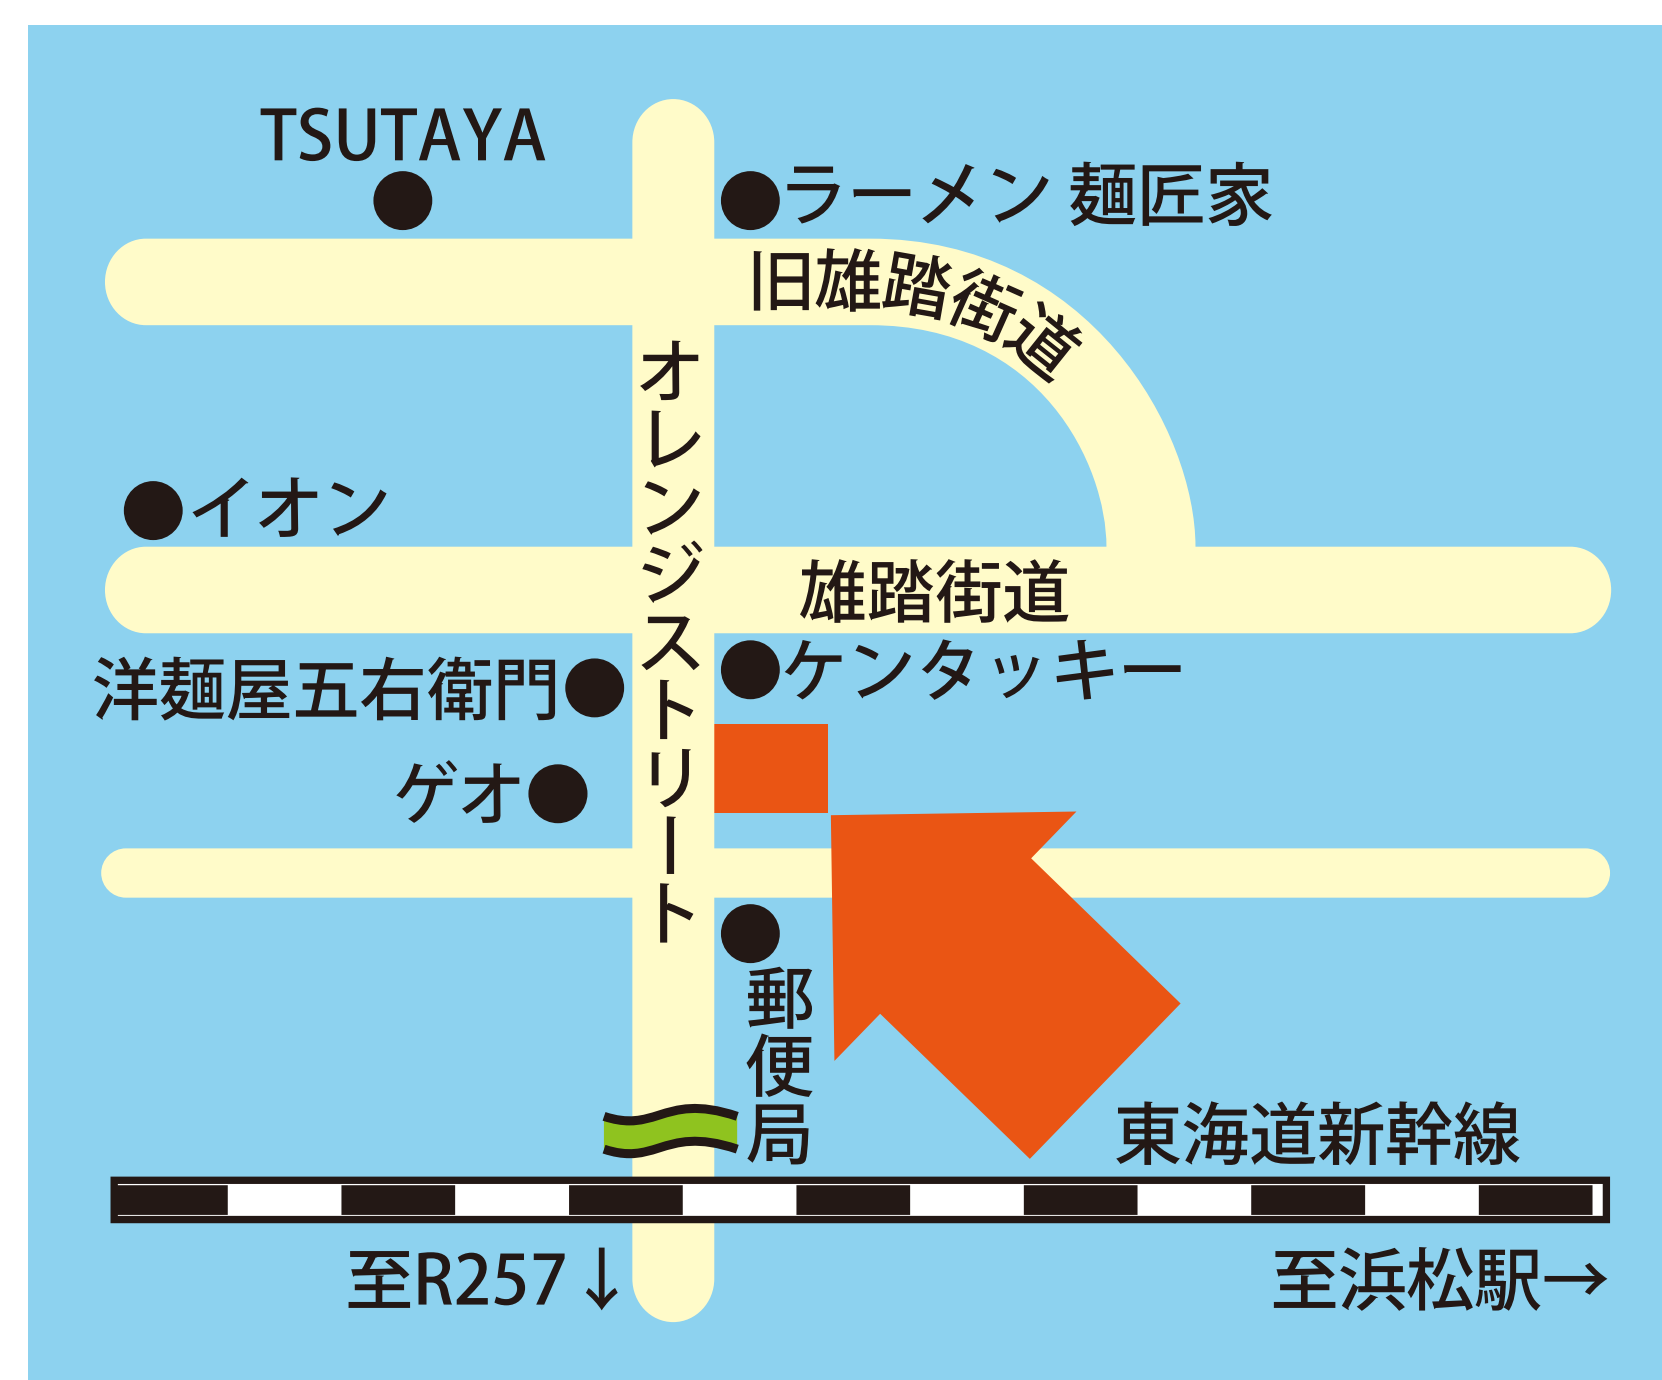 TSUTAYA
ラーメン 麺匠家
旧雄踏街道
オレンジストリート
イオン
雄踏街道
洋麺屋五右衛門
ケンタッキー
ゲオ
郵便局
東海道新幹線
至R257↓
至浜松駅→